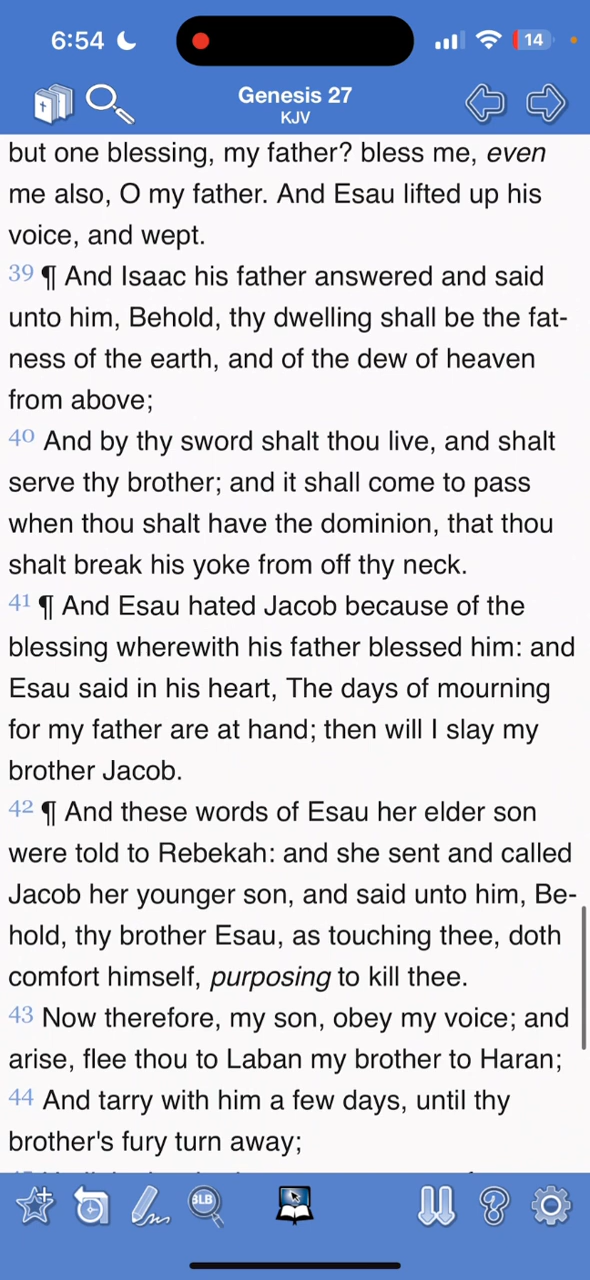 6:54
14
Genesis 27
KJV
but one blessing, my father? bless me, even
me also, O my father. And Esau lifted up his
voice, and wept.
39 ¶ And Isaac his father answered and said
unto him, Behold, thy dwelling shall be the fat-
ness of the earth, and of the dew of heaven
from above;
40 And by thy sword shalt thou live, and shalt
serve thy brother; and it shall come to pass
when thou shalt have the dominion, that thou
shalt break his yoke from off thy neck.
41 ¶ And Esau hated Jacob because of the
blessing wherewith his father blessed him: and
Esau said in his heart, The days of mourning
for my father are at hand; then will I slay my
brother Jacob.
42 ¶ And these words of Esau her elder son
were told to Rebekah: and she sent and called
Jacob her younger son, and said unto him, Be-
hold, thy brother Esau, as touching thee, doth
comfort himself, purposing to kill thee.
43 Now therefore, my son, obey my voice; and
arise, flee thou to Laban my brother to Haran;
44 And tarry with him a few days, until thy
brother's fury turn away;
BLB